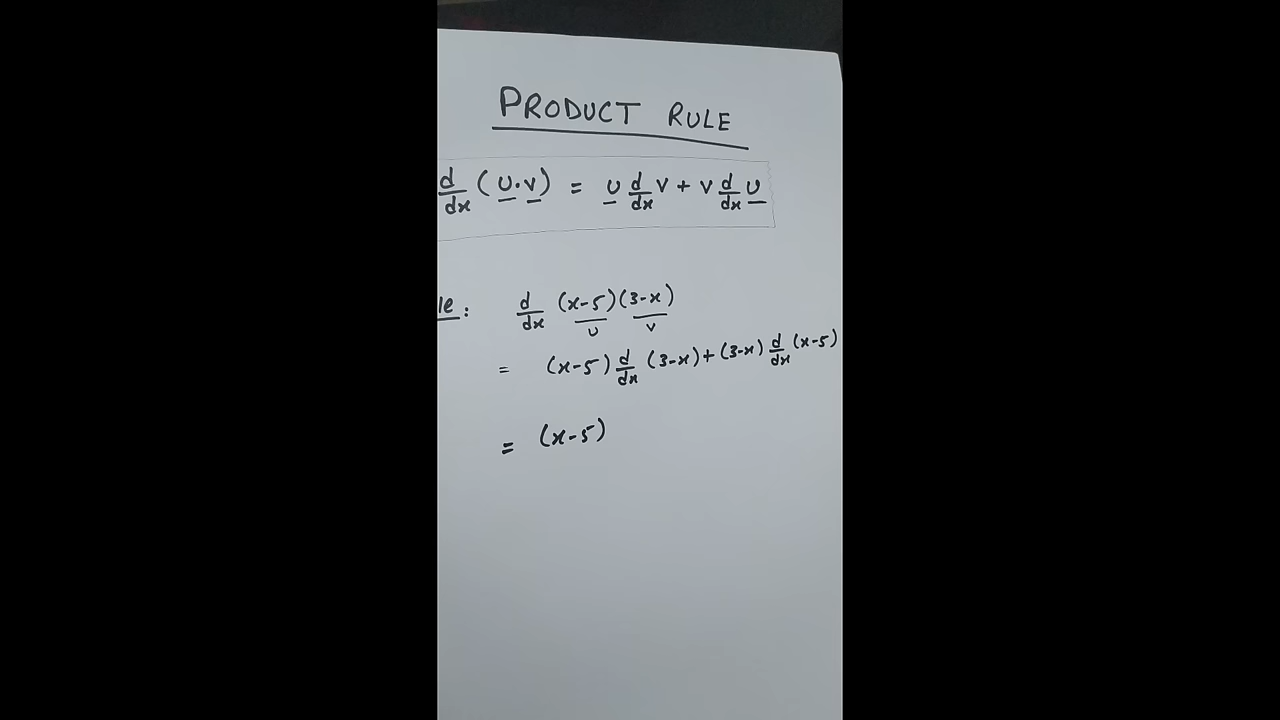 PRODUCT RULE
d/dx (U·V) = U d/dx V + V d/dx U
le: d/dx (x-5)(3-x)
U V
= (x-5) d/dx (3-x) + (3-x) d/dx (x-5)
= (x-5)